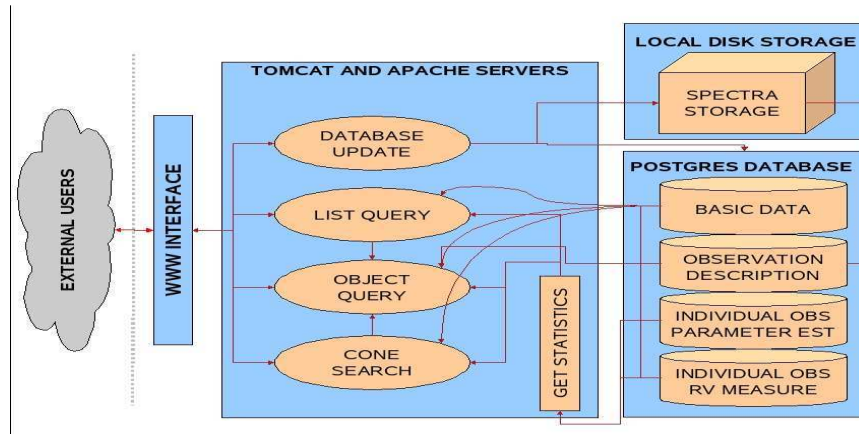 EXTERNAL USERS
WWW INTERFACE
TOMCAT AND APACHE SERVERS
DATABASE
UPDATE
LIST QUERY
OBJECT
QUERY
CONE
SEARCH
GET STATISTICS
LOCAL DISK STORAGE
SPECTRA
STORAGE
POSTGRES DATABASE
BASIC DATA
OBSERVATION
DESCRIPTION
INDIVIDUAL OBS
PARAMETER EST
INDIVIDUAL OBS
RV MEASURE